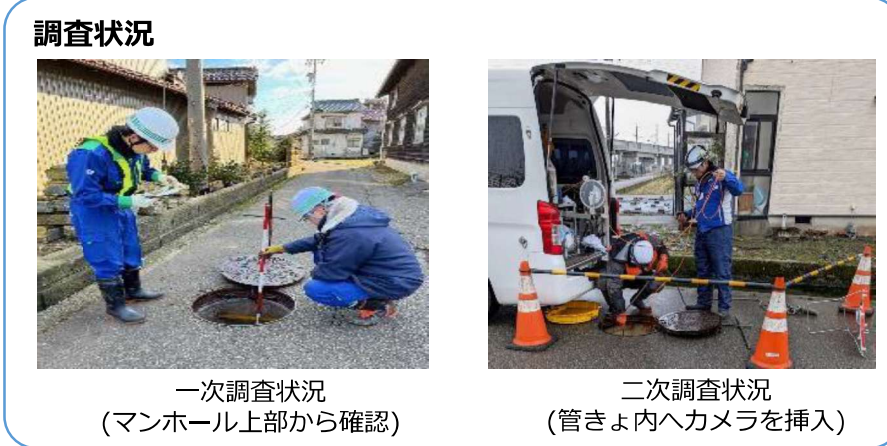 調査状況
一次調査状況
(マンホール上部から確認)
二次調査状況
(管きょ内へカメラを挿入)